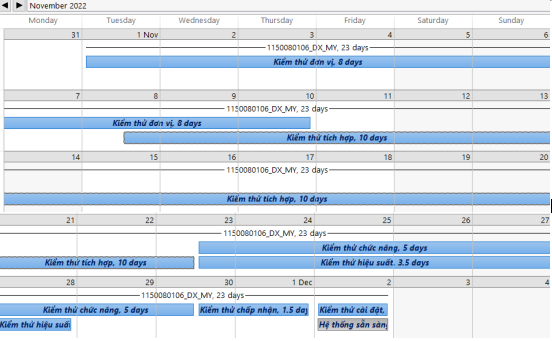 November 2022
Monday Tuesday Wednesday Thursday Friday Saturday Sunday
31 1 Nov 2 3 4 5 6
1150080106_DX_MY, 23 days
Kiểm thử đơn vị, 8 days
7 8 9 10 11 12 13
1150080106_DX_MY, 23 days
Kiểm thử đơn vị, 8 days
Kiểm thử tích hợp, 10 days
14 15 16 17 18 19 20
1150080106_DX_MY, 23 days
Kiểm thử tích hợp, 10 days
21 22 23 24 25 26 27
1150080106_DX_MY, 23 days
Kiểm thử chức năng, 5 days
Kiểm thử tích hợp, 10 days
Kiểm thử hiệu suất, 3.5 days
28 29 30 1 Dec 2 3 4
1150080106_DX_MY, 23 days
Kiểm thử chức năng, 5 days
Kiểm thử chấp nhận, 1.5 day
Kiểm thử cài đặt,
Kiểm thử hiệu suất
Hệ thống sẵn sàng